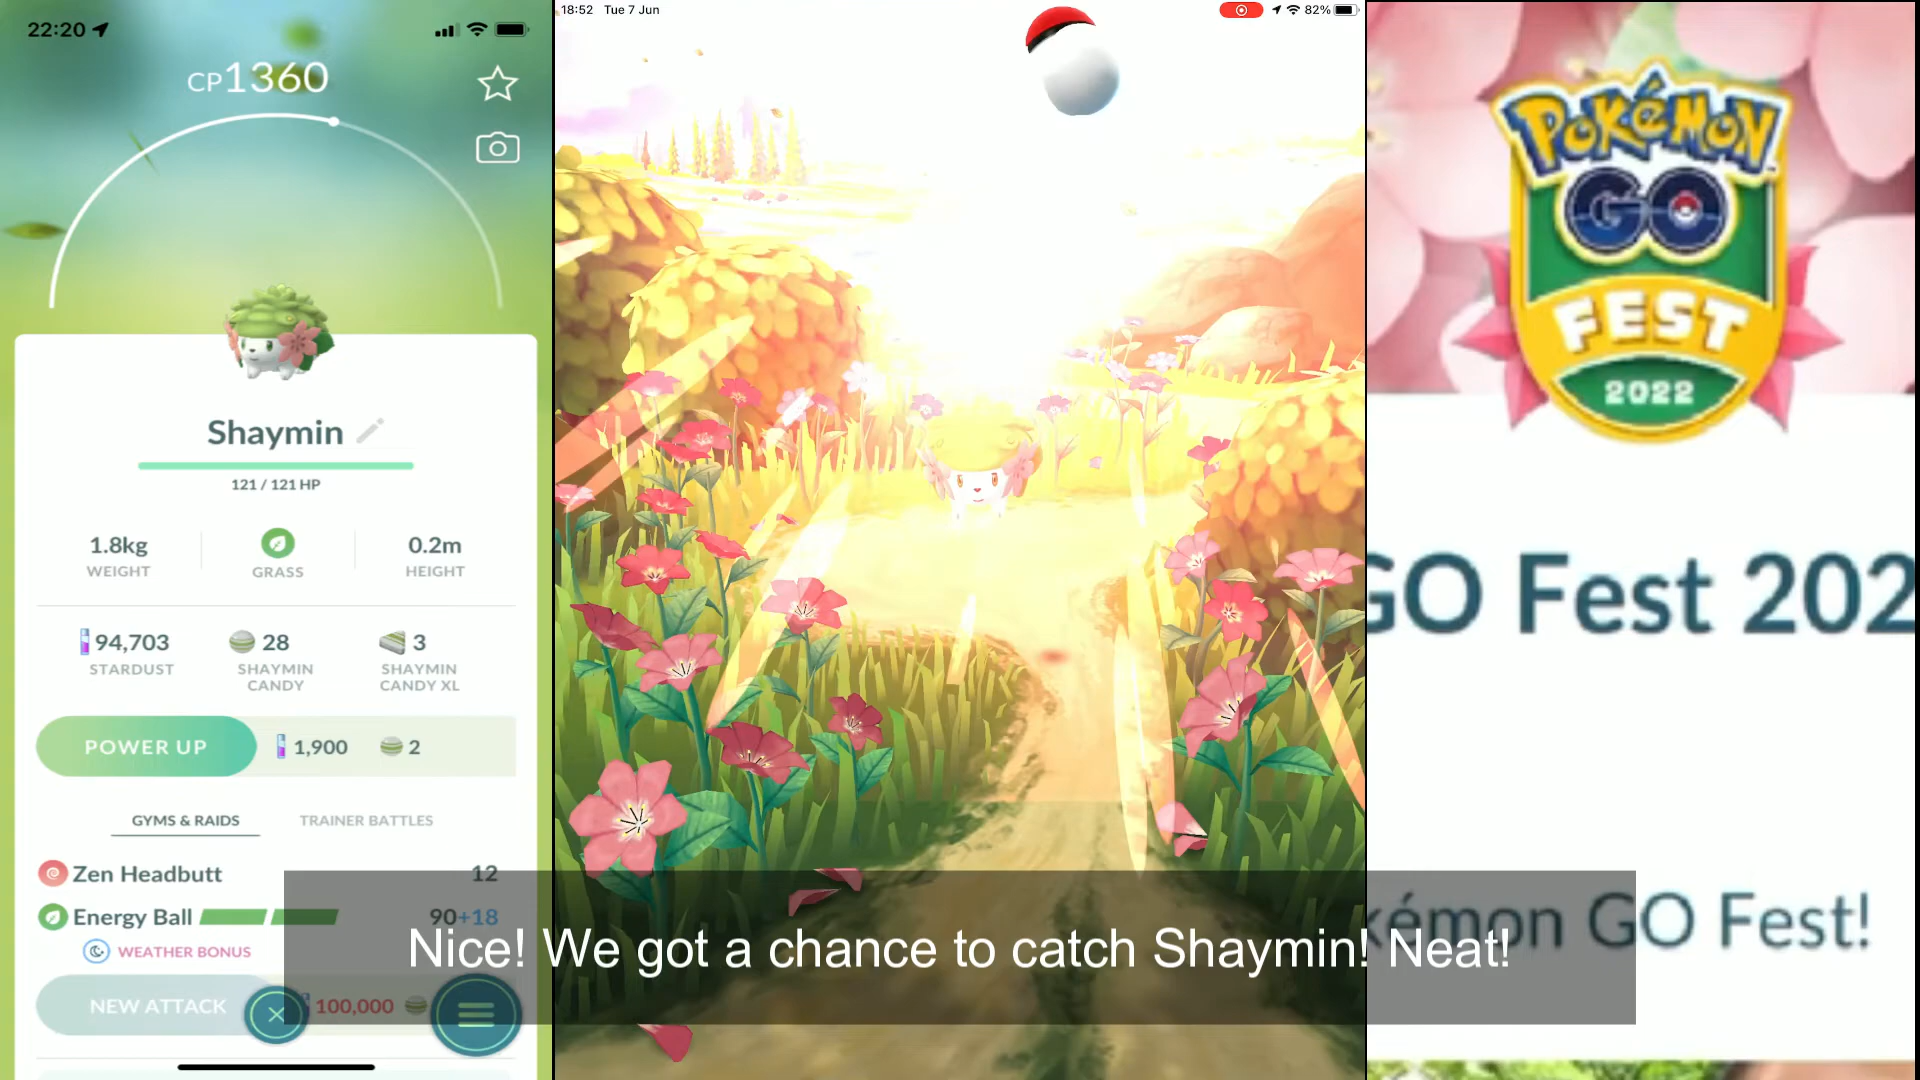 22:20
CP1360
Shaymin
121 / 121 HP
1.8kg
WEIGHT
GRASS
0.2m
HEIGHT
94,703
STARDUST
28
SHAYMIN
CANDY
3
SHAYMIN
CANDY XL
POWER UP
1,900
2
GYMS & RAIDS
TRAINER BATTLES
Zen Headbutt
12
Energy Ball
90+18
WEATHER BONUS
NEW ATTACK
100,000
18:52 Tue 7 Jun
82%
POKéMON
GO
FEST
2022
GO Fest 202
kémon GO Fest!
Nice! We got a chance to catch Shaymin! Neat!